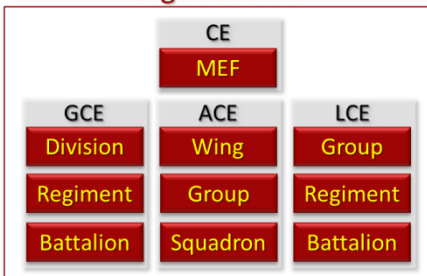 CE
MEF
GCE ACE LCE
Division Wing Group
Regiment Group Regiment
Battalion Squadron Battalion